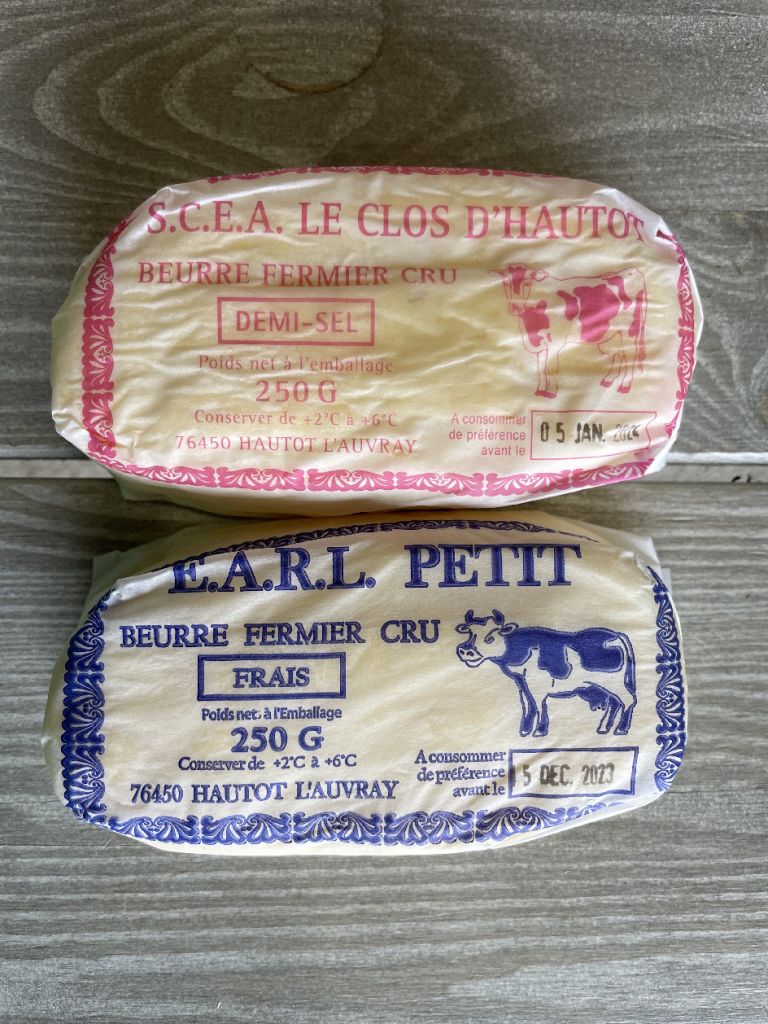 S.C.E.A. LE CLOS D'HAUTOT
BEURRE FERMIER CRU
DEMI-SEL
Poids net à l'emballage
250 G
Conserver de +2°C à +6°C
76450 HAUTOT L'AUVRAY
A consommer
de préférence
avant le
05 JAN. 2024
E.A.R.L. PETIT
BEURRE FERMIER CRU
FRAIS
Poids net. à l'Emballage
250 G
Conserver de +2°C à +6°C
76450 HAUTOT L'AUVRAY
A consommer
de préférence
avant le
5 DEC. 2023